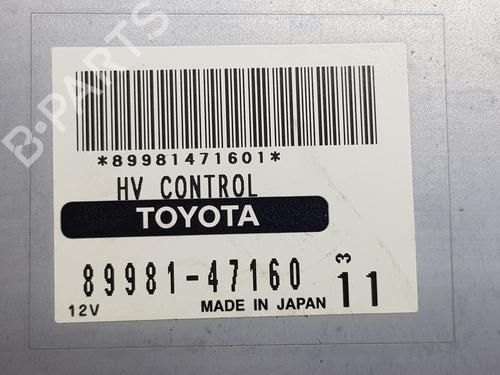 B-PARTS
*89981471601*
HV CONTROL
TOYOTA
89981-47160 3
12V MADE IN JAPAN 11